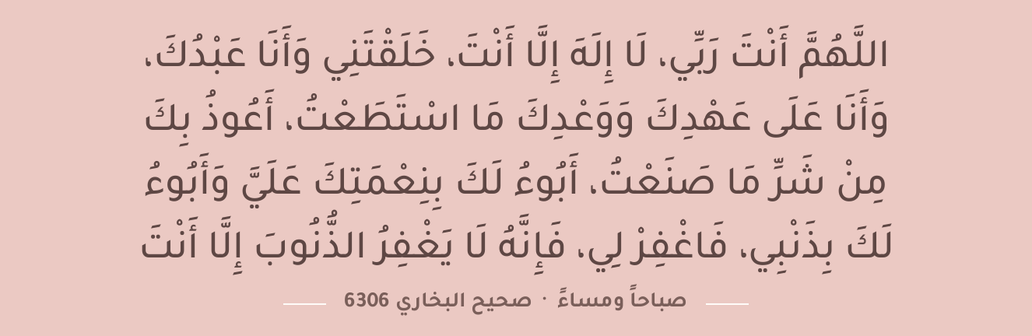 اللَّهُمَّ أَنْتَ رَبِّي، لَا إِلَهَ إِلَّا أَنْتَ، خَلَقْتَنِي وَأَنَا عَبْدُكَ،
وَأَنَا عَلَى عَهْدِكَ وَوَعْدِكَ مَا اسْتَطَعْتُ، أَعُوذُ بِكَ
مِنْ شَرِّ مَا صَنَعْتُ، أَبُوءُ لَكَ بِنِعْمَتِكَ عَلَيَّ وَأَبُوءُ
لَكَ بِذَنْبِي، فَاغْفِرْ لِي، فَإِنَّهُ لَا يَغْفِرُ الذُّنُوبَ إِلَّا أَنْتَ
صباحاً ومساءً · صحيح البخاري 6306